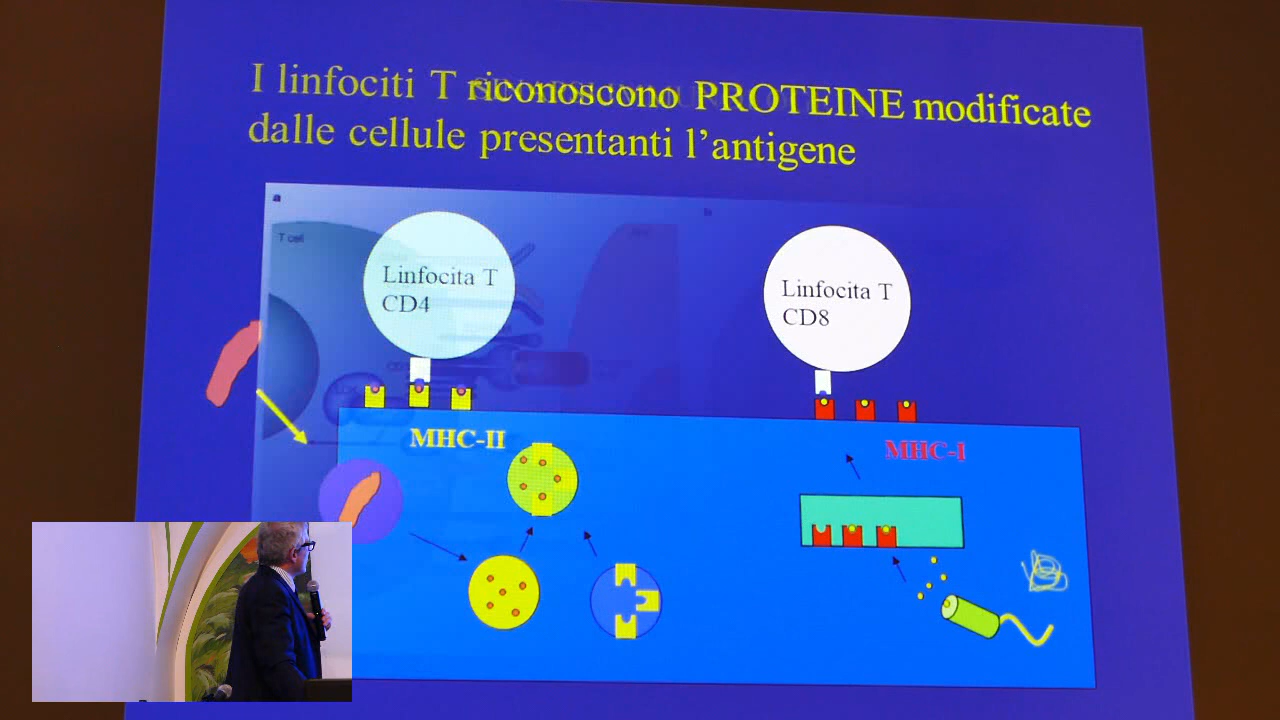 I linfociti T riconoscono PROTEINE modificate
dalle cellule presentanti l'antigene
a
b
T cell
Linfocita T
CD4
Linfocita T
CD8
MHC-II
MHC-I